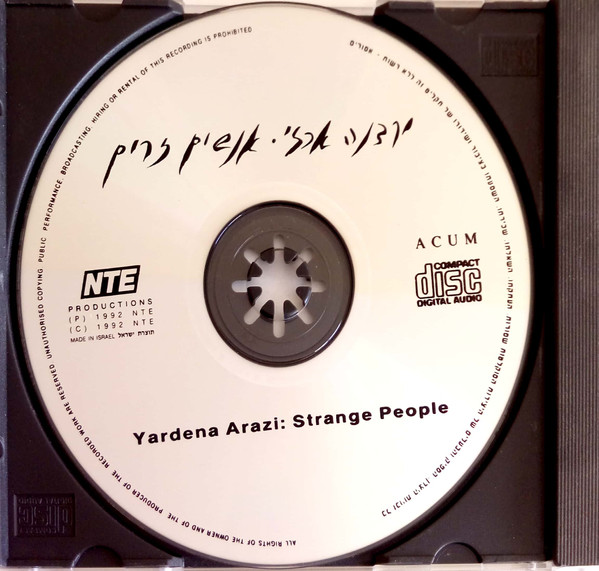 ירדנה ארזי · אנשים זרים
ACUM
COMPACT
disc
DIGITAL AUDIO
NTE
PRODUCTIONS
(P) 1992 NTE
(C) 1992 NTE
MADE IN ISRAEL תוצרת ישראל
Yardena Arazi: Strange People
ALL RIGHTS OF THE OWNER AND OF THE PRODUCER OF THE RECORDED WORK ARE RESERVED. UNAUTHORISED COPYING, PUBLIC PERFORMANCE, BROADCASTING, HIRING OR RENTAL OF THIS RECORDING IS PROHIBITED